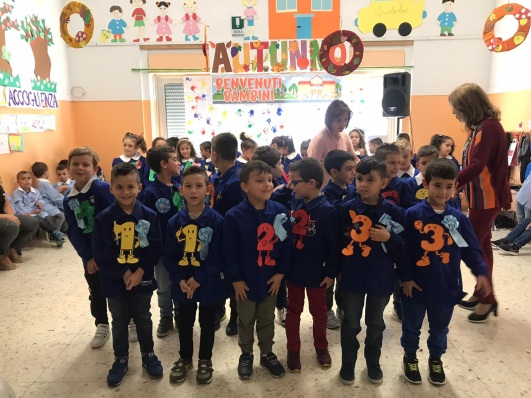 AUTUNNO
BENVENUTI
BAMBINI
ACCOGLIENZA
1 1 2 2 3 3